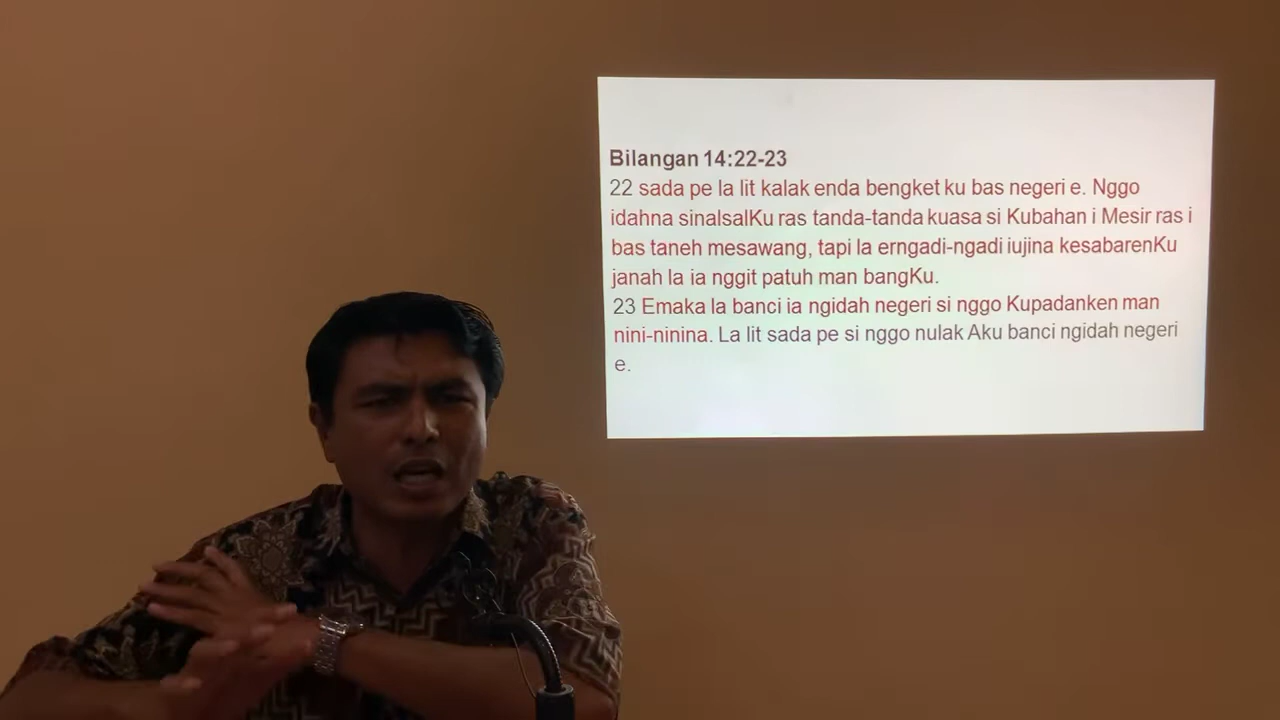 Bilangan 14:22-23
22 sada pe la lit kalak enda bengket ku bas negeri e. Nggo
idahna sinalsalKu ras tanda-tanda kuasa si Kubahan i Mesir ras i
bas taneh mesawang, tapi la erngadi-ngadi iujina kesabarenKu
janah la ia nggit patuh man bangKu.
23 Emaka la banci ia ngidah negeri si nggo Kupadanken man
nini-ninina. La lit sada pe si nggo nulak Aku banci ngidah negeri
e.